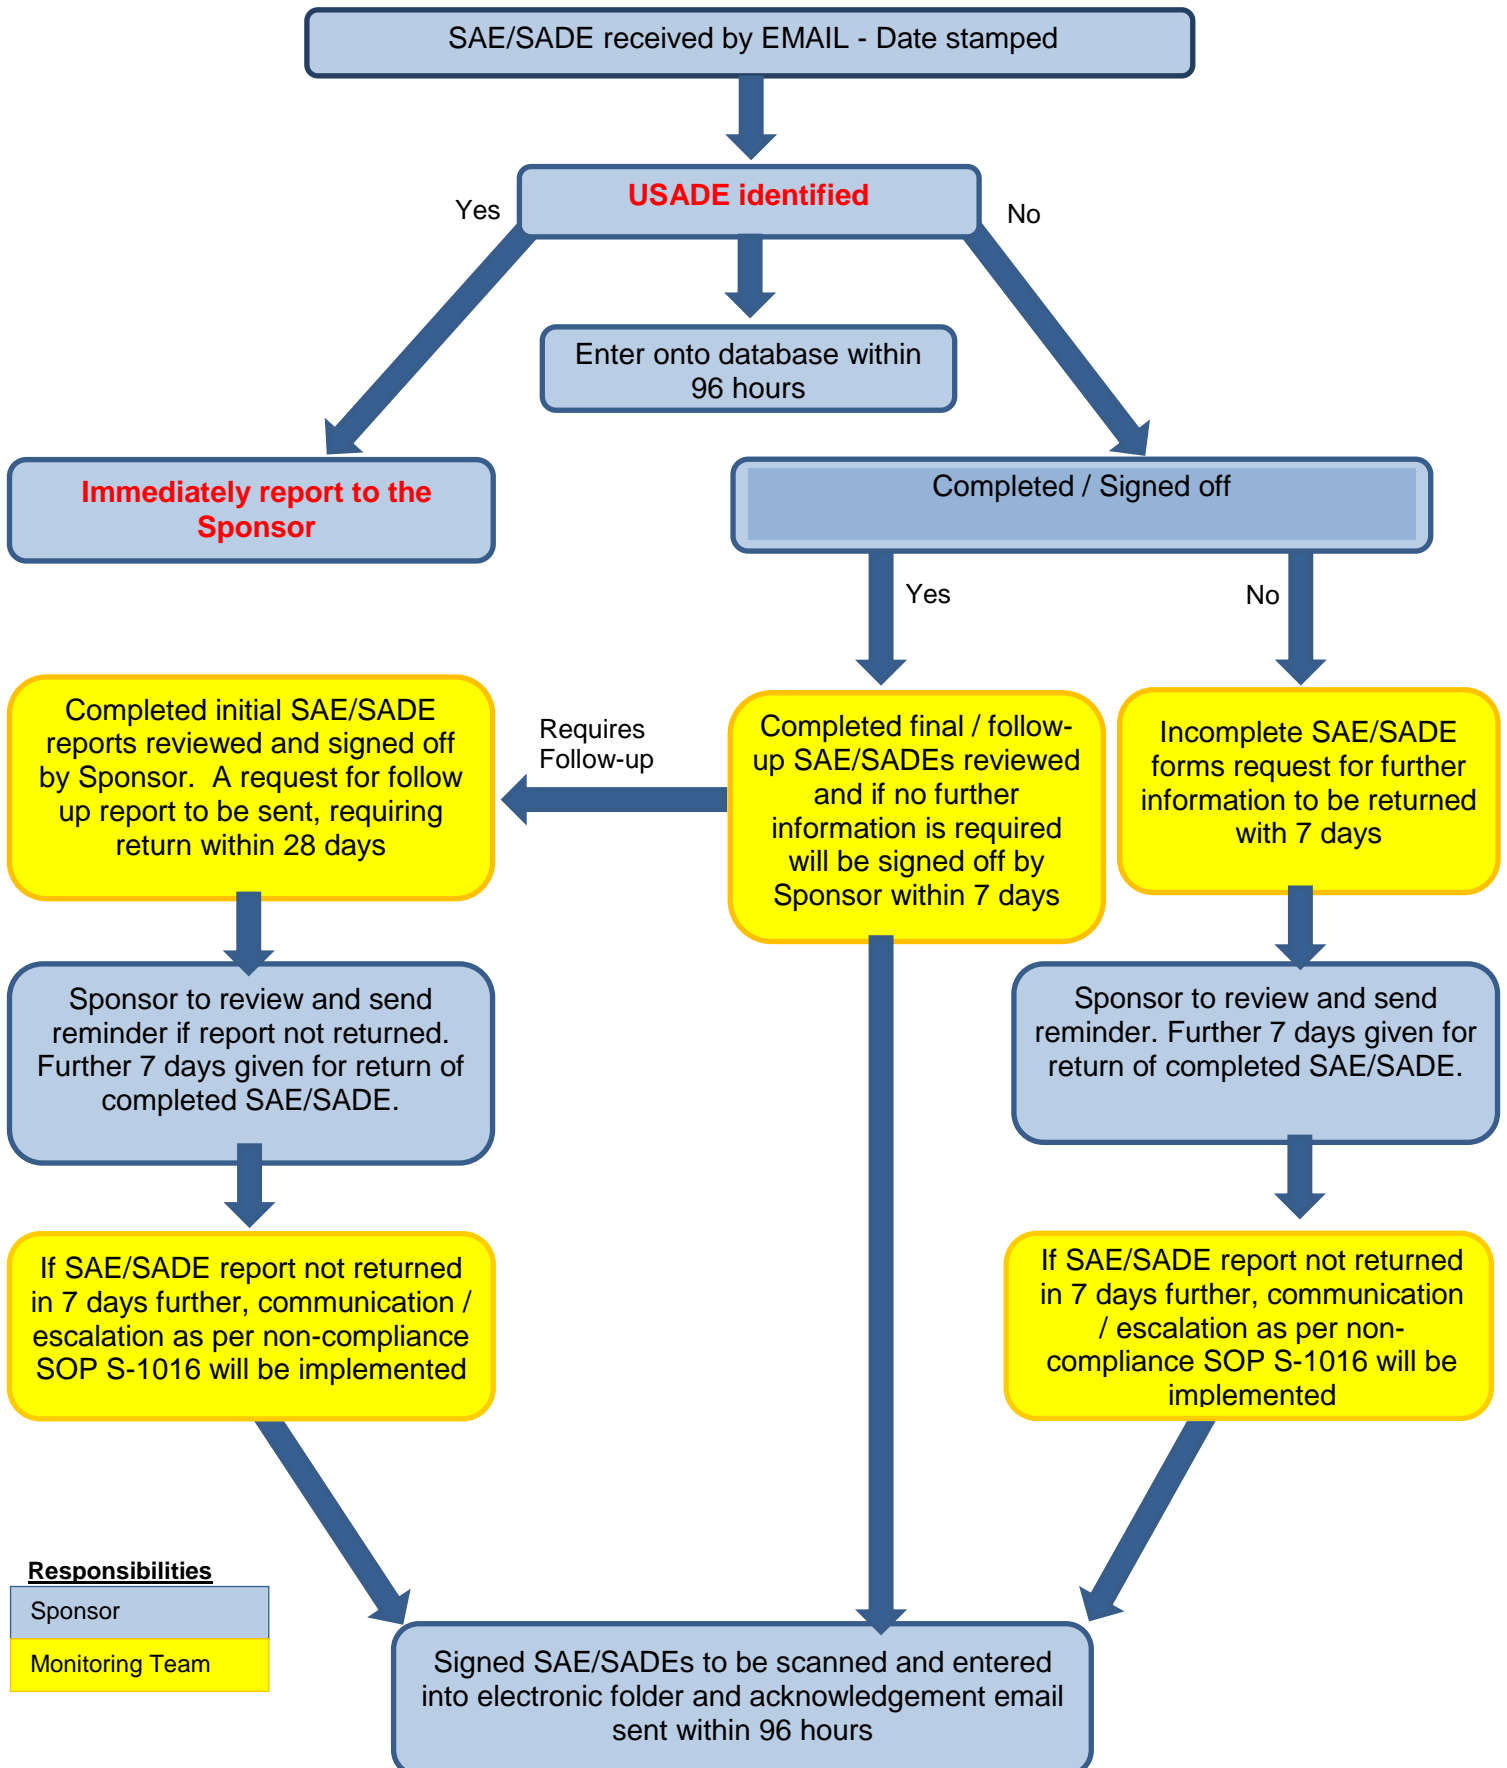 SAE/SADE received by EMAIL - Date stamped
USADE identified
Yes
No
Enter onto database within
96 hours
Immediately report to the
Sponsor
Completed / Signed off
Yes
No
Completed initial SAE/SADE
reports reviewed and signed off
by Sponsor. A request for follow
up report to be sent, requiring
return within 28 days
Requires
Follow-up
Completed final / follow-
up SAE/SADEs reviewed
and if no further
information is required
will be signed off by
Sponsor within 7 days
Incomplete SAE/SADE
forms request for further
information to be returned
with 7 days
Sponsor to review and send
reminder if report not returned.
Further 7 days given for return of
completed SAE/SADE.
Sponsor to review and send
reminder. Further 7 days given for
return of completed SAE/SADE.
If SAE/SADE report not returned
in 7 days further, communication /
escalation as per non-compliance
SOP S-1016 will be implemented
If SAE/SADE report not returned
in 7 days further, communication
/ escalation as per non-
compliance SOP S-1016 will be
implemented
Responsibilities
Sponsor
Monitoring Team
Signed SAE/SADEs to be scanned and entered
into electronic folder and acknowledgement email
sent within 96 hours